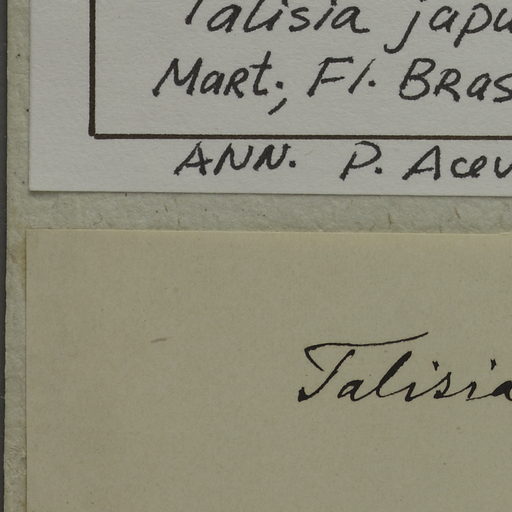 Talisia japu
Mart; Fl. Bras
ANN. P. Acev
Talisia